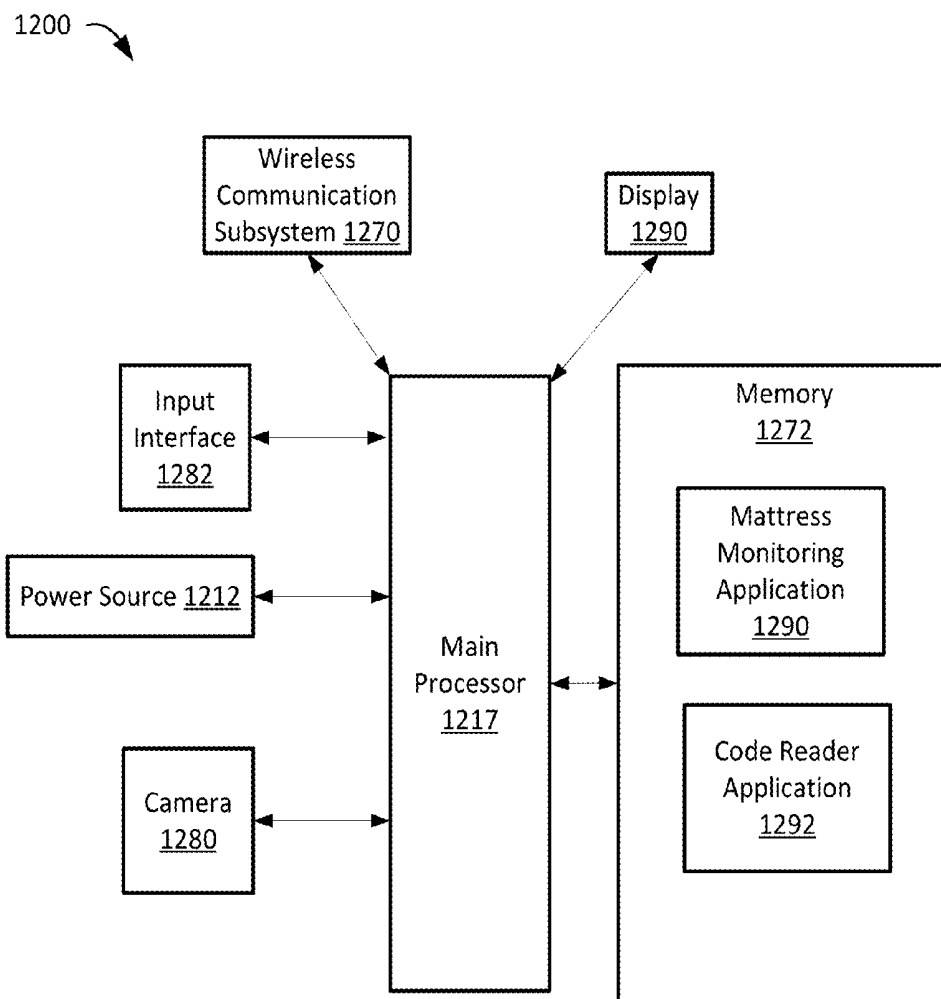 1200
Wireless
Communication
Subsystem 1270
Display
1290
Input
Interface
1282
Memory
1272
Mattress
Monitoring
Application
1290
Power Source 1212
Main
Processor
1217
Code Reader
Application
1292
Camera
1280